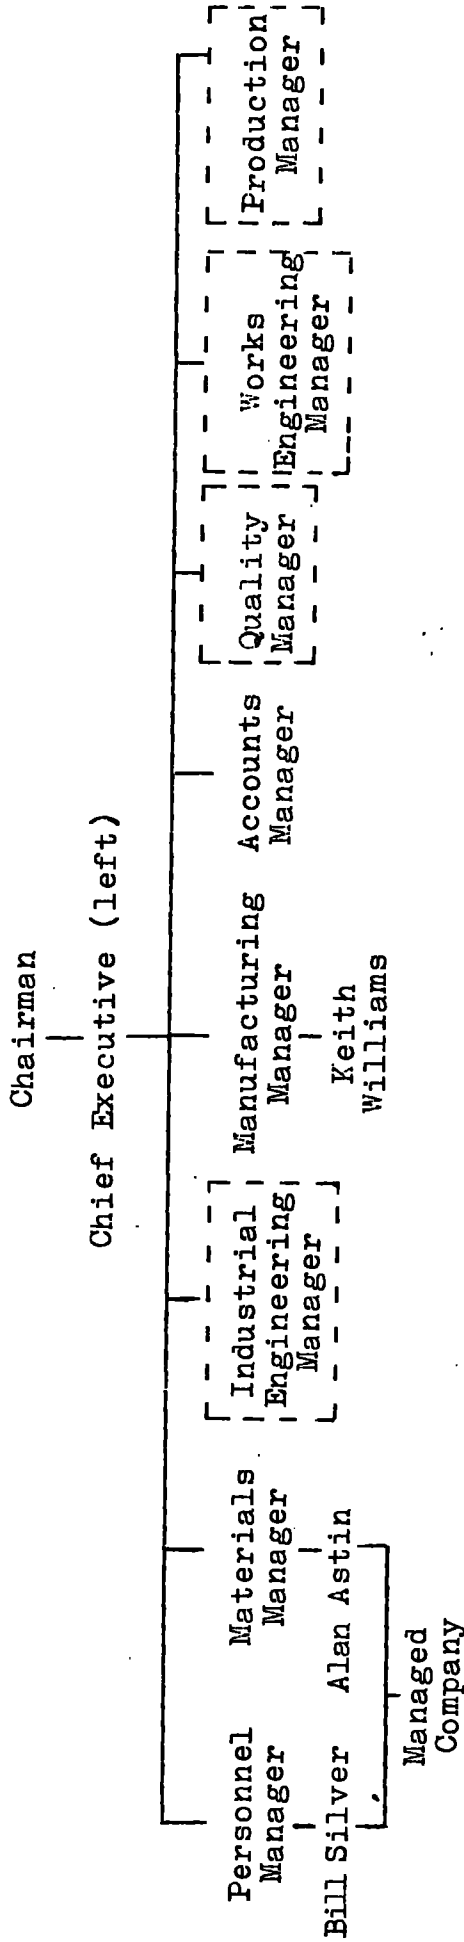 Chairman
Chief Executive (left)
Personnel
Manager
Materials
Manager
Industrial
Engineering
Manager
Manufacturing
Manager
Accounts
Manager
Quality
Manager
Works
Engineering
Manager
Production
Manager
Bill Silver
Alan Astin
Keith
Williams
Managed
Company